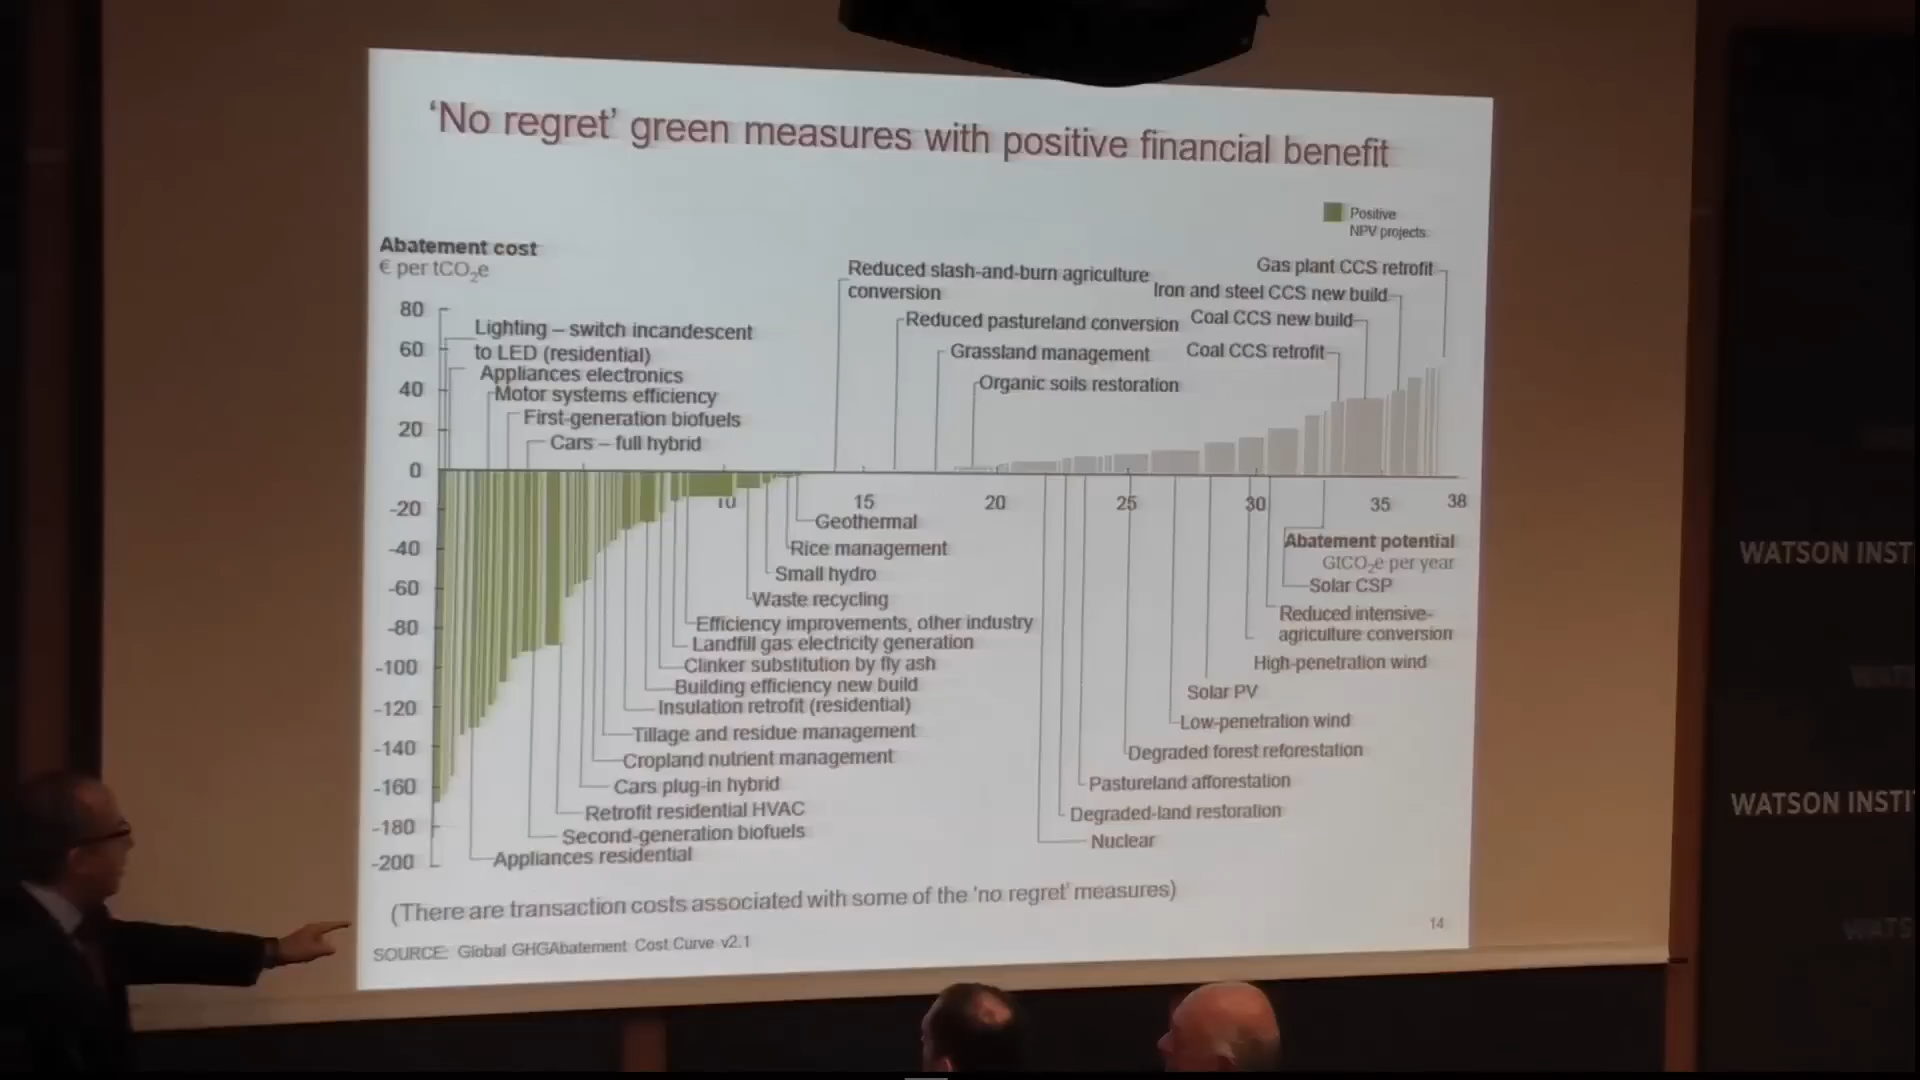 ‘No regret’ green measures with positive financial benefit
Positive
NPV projects
Abatement cost
€ per tCO₂e
80
60
40
20
0
-20
-40
-60
-80
-100
-120
-140
-160
-180
-200
Lighting – switch incandescent
to LED (residential)
Appliances electronics
Motor systems efficiency
First-generation biofuels
Cars – full hybrid
Reduced slash-and-burn agriculture
conversion
Reduced pastureland conversion
Grassland management
Organic soils restoration
Gas plant CCS retrofit
Iron and steel CCS new build
Coal CCS new build
Coal CCS retrofit
10
15
20
25
30
35
38
Geothermal
Rice management
Small hydro
Waste recycling
Efficiency improvements, other industry
Landfill gas electricity generation
Clinker substitution by fly ash
Building efficiency new build
Insulation retrofit (residential)
Tillage and residue management
Cropland nutrient management
Cars plug-in hybrid
Retrofit residential HVAC
Second-generation biofuels
Appliances residential
Abatement potential
GtCO₂e per year
Solar CSP
Reduced intensive-
agriculture conversion
High-penetration wind
Solar PV
Low-penetration wind
Degraded forest reforestation
Pastureland afforestation
Degraded-land restoration
Nuclear
(There are transaction costs associated with some of the 'no regret' measures)
14
SOURCE: Global GHGAbatement Cost Curve v2.1
WATSON INST
WATSON INSTI
WATS